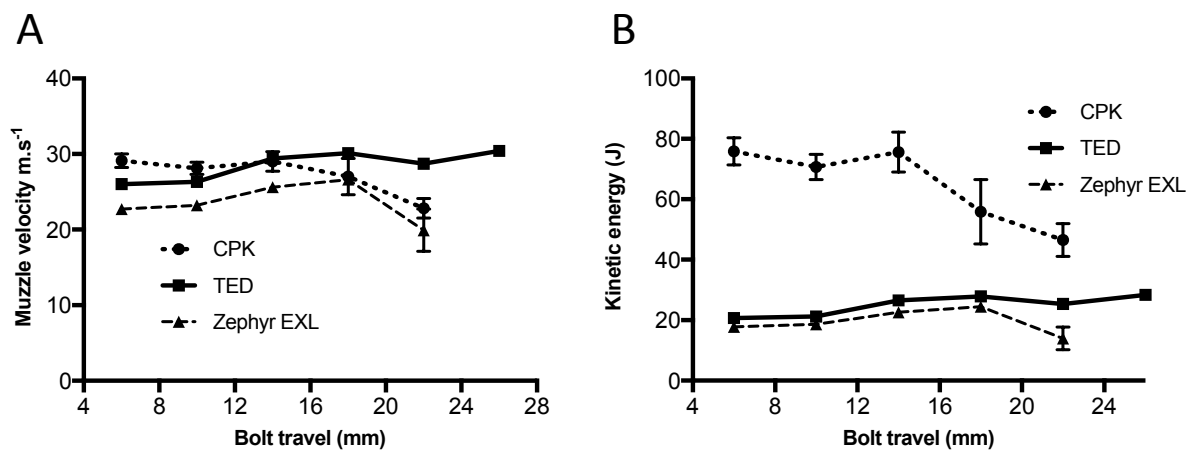 A
Muzzle velocity m.s⁻¹
40
30
20
10
0
4 8 12 16 20 24 28
Bolt travel (mm)
CPK
TED
Zephyr EXL
B
Kinetic energy (J)
100
80
60
40
20
0
4 8 12 16 20 24
Bolt travel (mm)
CPK
TED
Zephyr EXL